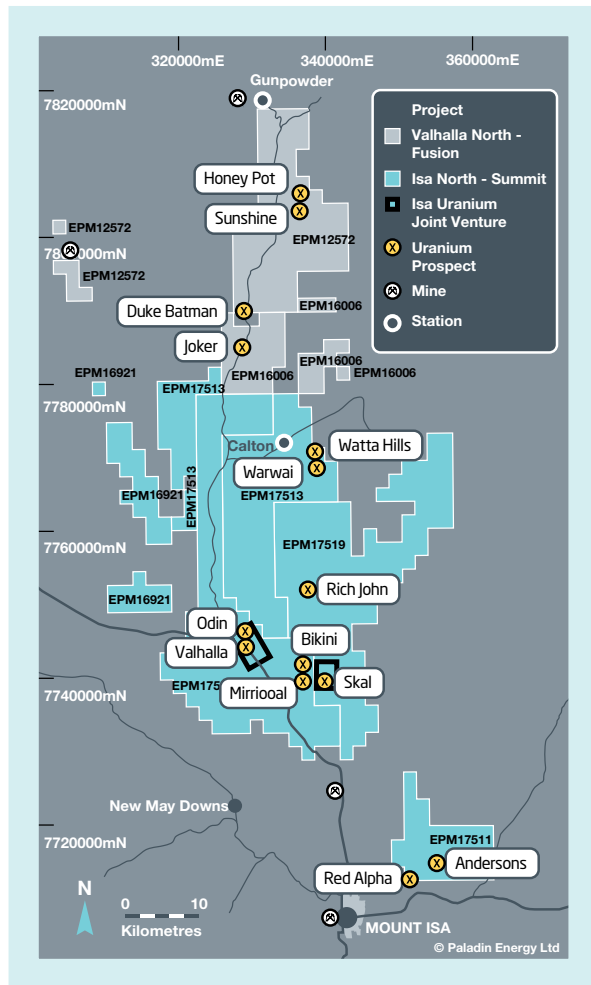 320000mE
340000mE
360000mE
Gunpowder
7820000mN
Project
Valhalla North -
Fusion
Isa North - Summit
Isa Uranium
Joint Venture
Uranium
Prospect
Mine
Station
Honey Pot
Sunshine
EPM12572
EPM12572
EPM12572
Duke Batman
EPM16006
Joker
EPM16006
EPM16006
EPM16006
EPM16921
EPM17513
7780000mN
Calton
Watta Hills
Warwai
EPM17513
EPM17513
EPM16921
7760000mN
EPM17519
Rich John
EPM16921
Odin
Bikini
Valhalla
Skal
Mirriooal
7740000mN
New May Downs
7720000mN
EPM17511
Andersons
Red Alpha
N
0 10
Kilometres
MOUNT ISA
© Paladin Energy Ltd